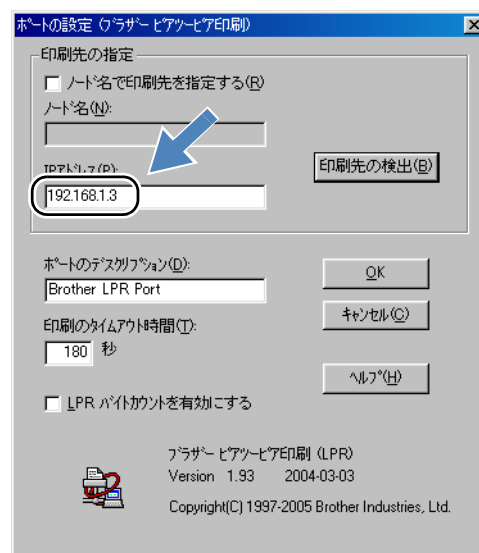 ポートの設定 (ブラザー ピアツーピア印刷)
印刷先の指定
ノード名で印刷先を指定する(R)
ノード名(N):
IPアドレス(P):
192.168.1.3
印刷先の検出(B)
ポートのデスクリプション(D):
Brother LPR Port
OK
キャンセル(C)
印刷のタイムアウト時間(T):
180 秒
ヘルプ(H)
LPR バイトカウントを有効にする
ブラザー ピアツーピア印刷 (LPR)
Version 1.93 2004-03-03
Copyright(C) 1997-2005 Brother Industries, Ltd.